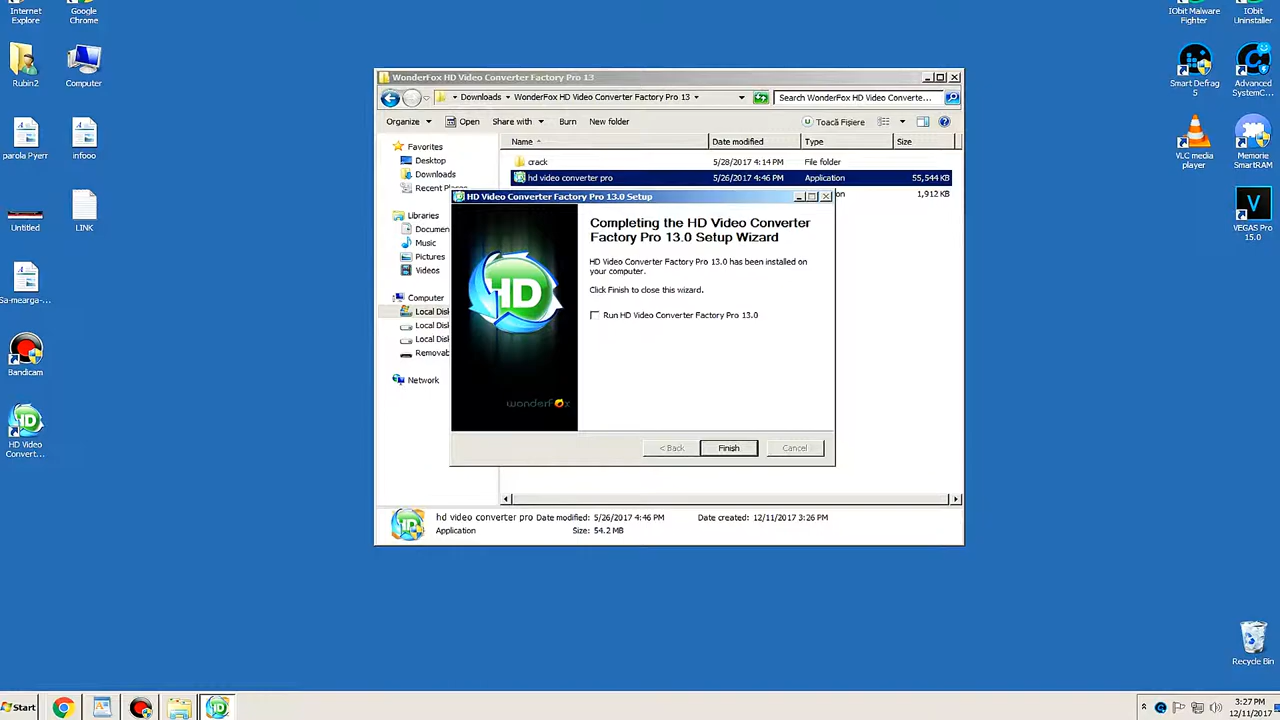 Internet
Explore
Google
Chrome
IObit Malware
Fighter
IObit
Uninstaller
Rubin2
Computer
Smart Defrag
5
Advanced
SystemC...
parola Pyerr
infooo
VLC media
player
Memorie
SmartRAM
Untitled
LINK
VEGAS Pro
15.0
Sa-mearga-...
Bandicam
HD Video
Convert...
Recycle Bin
WonderFox HD Video Converter Factory Pro 13
Downloads
WonderFox HD Video Converter Factory Pro 13
Search WonderFox HD Video Converte...
Organize
Open
Share with
Burn
New folder
Toacă Fișiere
Name
Date modified
Type
Size
crack
5/28/2017 4:14 PM
File folder
hd video converter pro
5/26/2017 4:46 PM
Application
55,544 KB
1,912 KB
Favorites
Desktop
Downloads
Recent Places
Libraries
Documen
Music
Pictures
Videos
Computer
Local Disk
Local Disk
Local Disk
Removab
Network
HD Video Converter Factory Pro 13.0 Setup
Completing the HD Video Converter
Factory Pro 13.0 Setup Wizard
HD Video Converter Factory Pro 13.0 has been installed on
your computer.
Click Finish to close this wizard.
Run HD Video Converter Factory Pro 13.0
HD
wonderfox
< Back
Finish
Cancel
hd video converter pro Date modified: 5/26/2017 4:46 PM
Date created: 12/11/2017 3:26 PM
Application
Size: 54.2 MB
Start
3:27 PM
12/11/2017